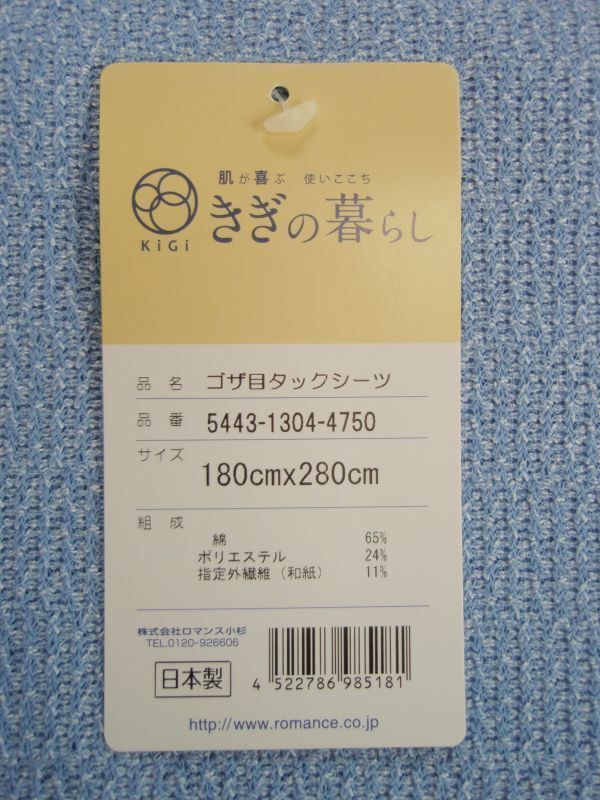 肌が喜ぶ 使いここち
きぎの暮らし
KiGi
品名 ゴザ目タックシーツ
品番 5443-1304-4750
サイズ 180cmx280cm
組成
綿 65%
ポリエステル 24%
指定外繊維（和紙） 11%
株式会社ロマンス小杉
TEL.0120-926606
日本製
4 522786 985181
http://www.romance.co.jp